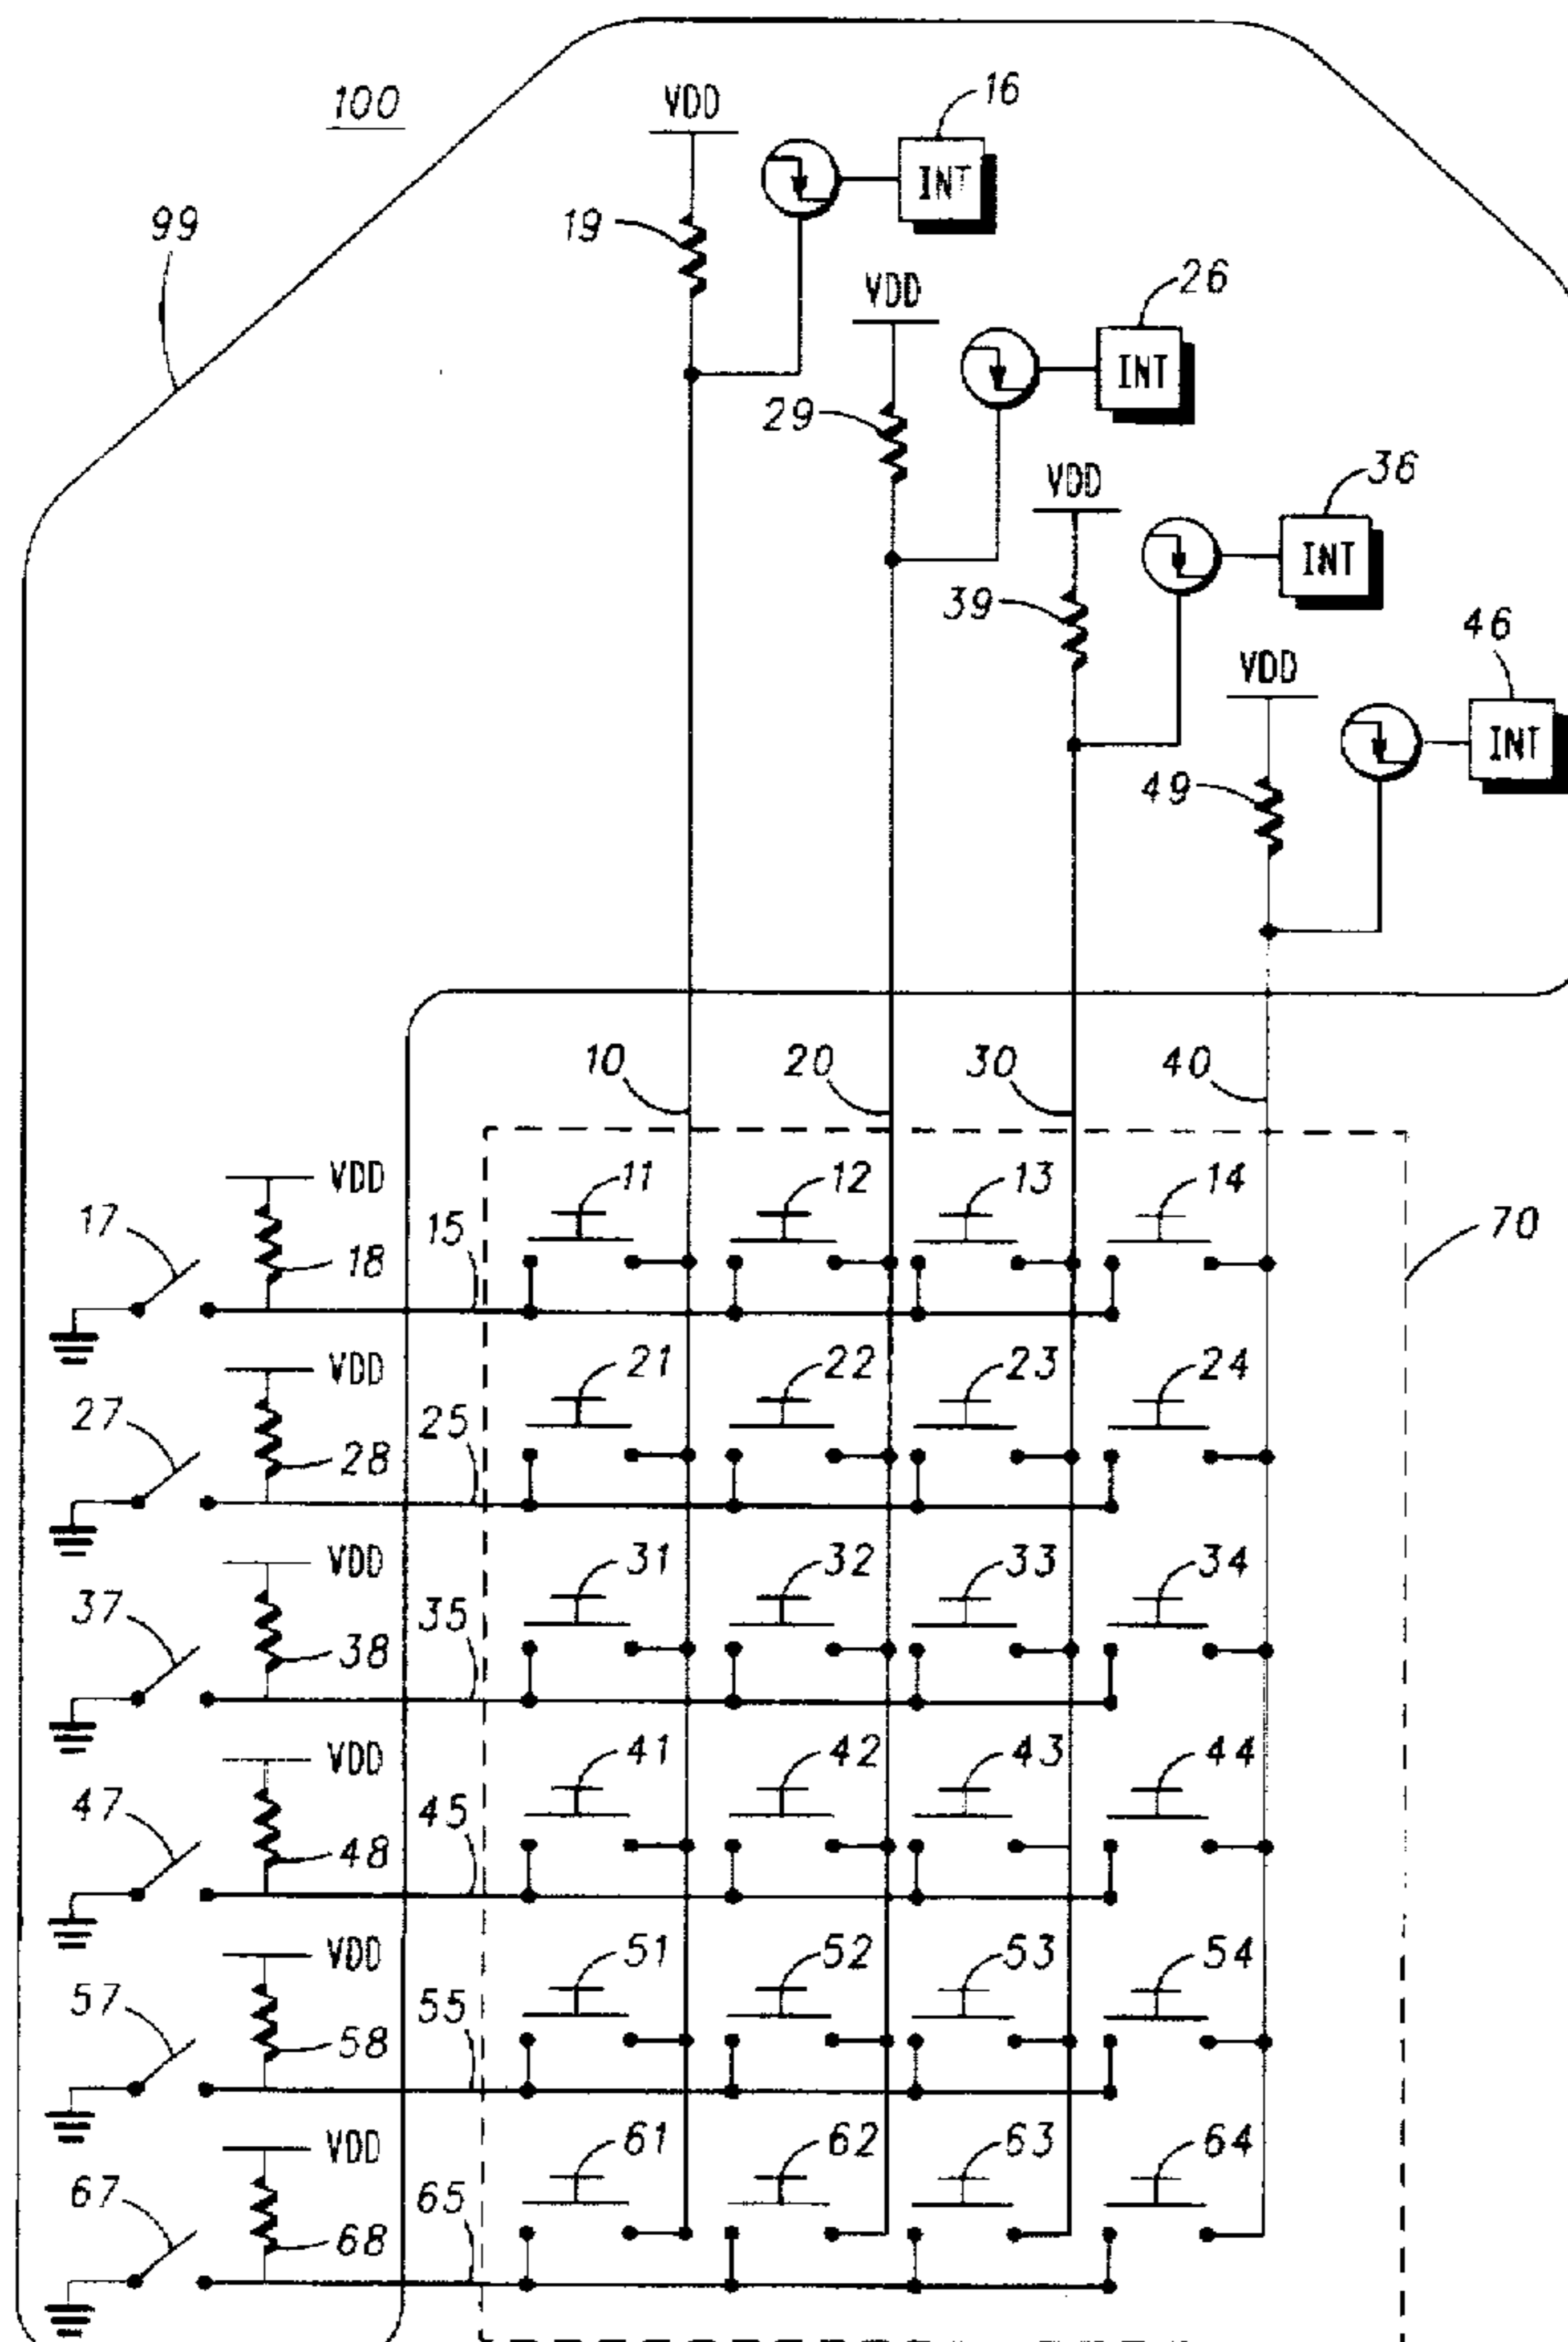 100
VDD
16
INT
99
19
VDD
26
INT
29
VDD
36
INT
39
46
VDD
INT
49
10 20 30 40
VDD 11 12 13 14
17 18 15 70
VDD 21 22 23 24
27 28 25
VDD 31 32 33 34
37 38 35
VDD 41 42 43 44
47 48 45
VDD 51 52 53 54
57 58 55
VDD 61 62 63 64
67 68 65